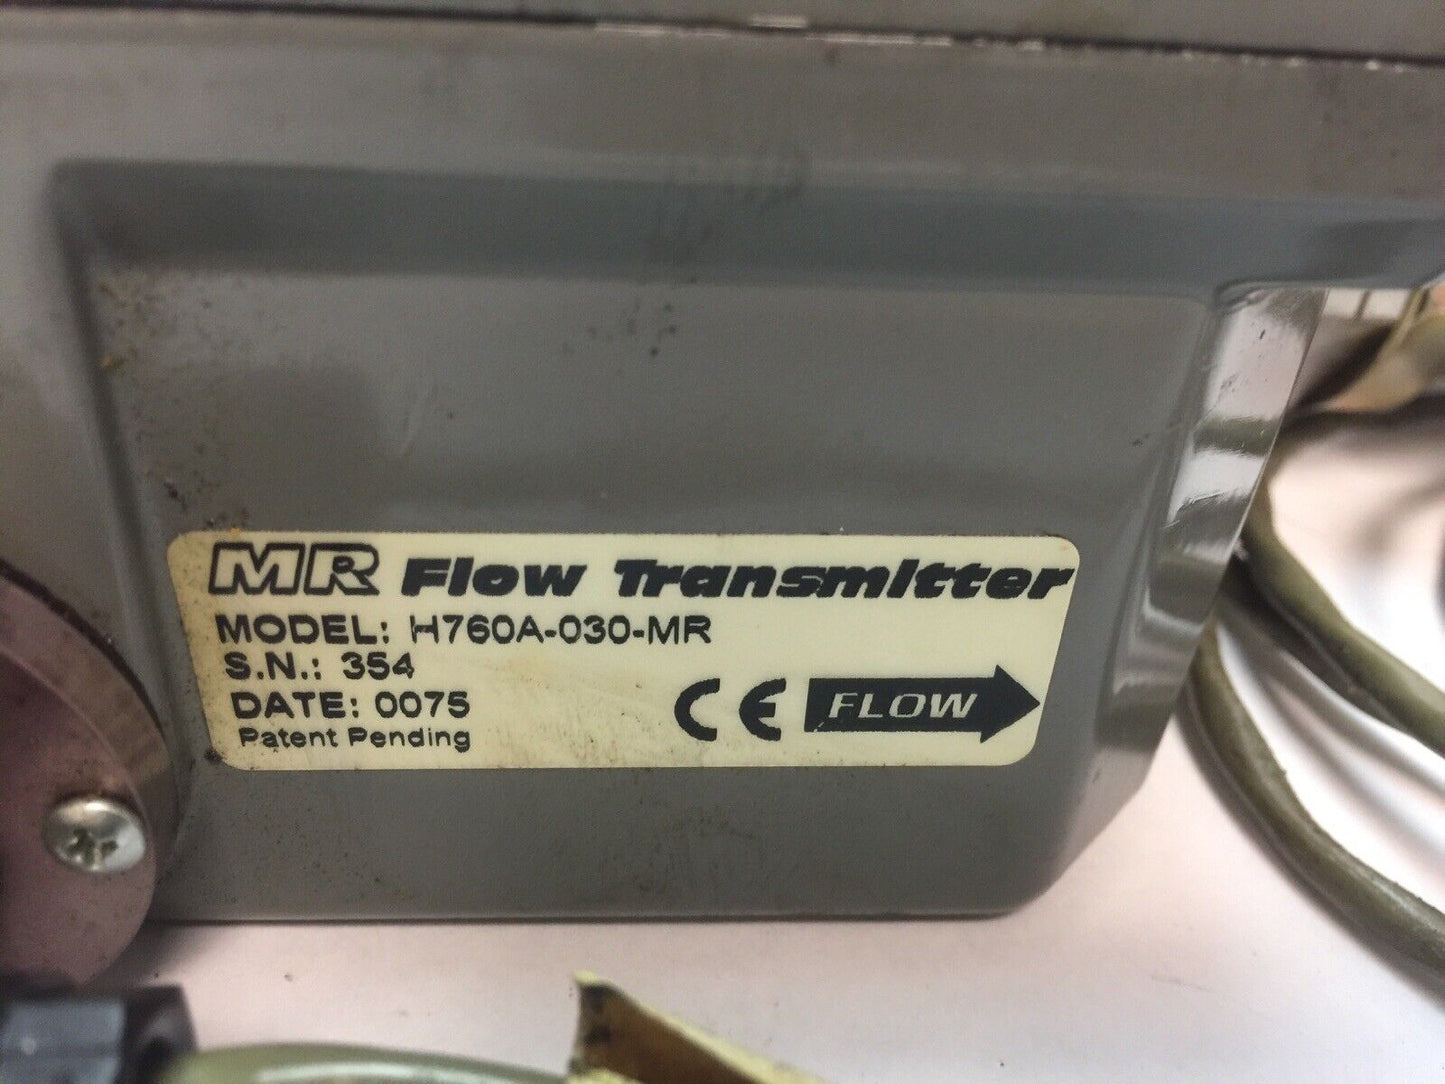 MR Flow Transmitter
MODEL: H760A-030-MR
S.N.: 354
DATE: 0075
Patent Pending
CE FLOW